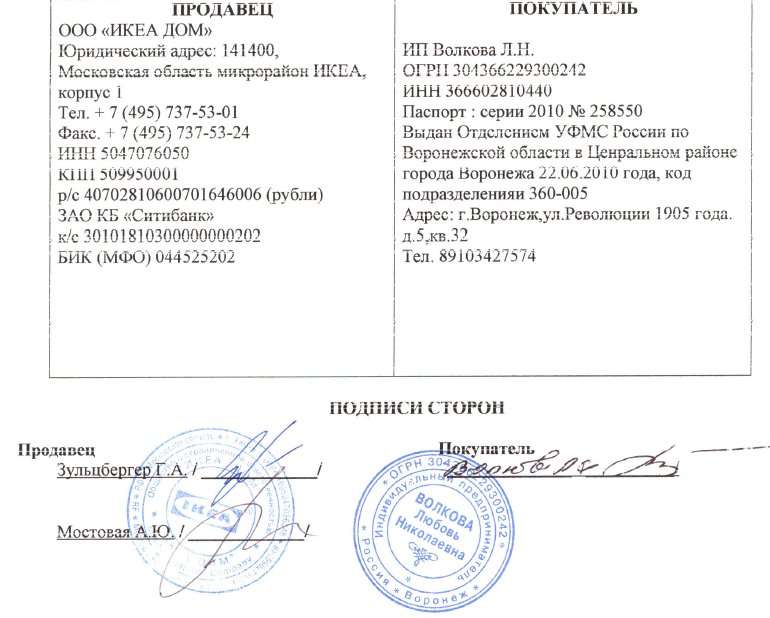 ПРОДАВЕЦ
ООО «ИКЕА ДОМ»
Юридический адрес: 141400,
Московская область микрорайон ИКЕА,
корпус 1
Тел. + 7 (495) 737-53-01
Факс. + 7 (495) 737-53-24
ИНН 5047076050
КПП 509950001
р/с 40702810600701646006 (рубли)
ЗАО КБ «Ситибанк»
к/с 30101810300000000202
БИК (МФО) 044525202
ПОКУПАТЕЛЬ
ИП Волкова Л.Н.
ОГРН 304366229300242
ИНН 366602810440
Паспорт : серии 2010 № 258550
Выдан Отделением УФМС России по
Воронежской области в Ценральном районе
города Воронежа 22.06.2010 года, код
подразделенияи 360-005
Адрес: г.Воронеж,ул.Революции 1905 года.
д.5,кв.32
Тел. 89103427574
ПОДПИСИ СТОРОН
Продавец
Зульцбергер Г.А. / /
Мостовая А.Ю. / /
Покупатель
ОГРН 304 29300242
Индивидуальный предприниматель
ВОЛКОВА
Любовь
Николаевна
Россия * Воронеж *